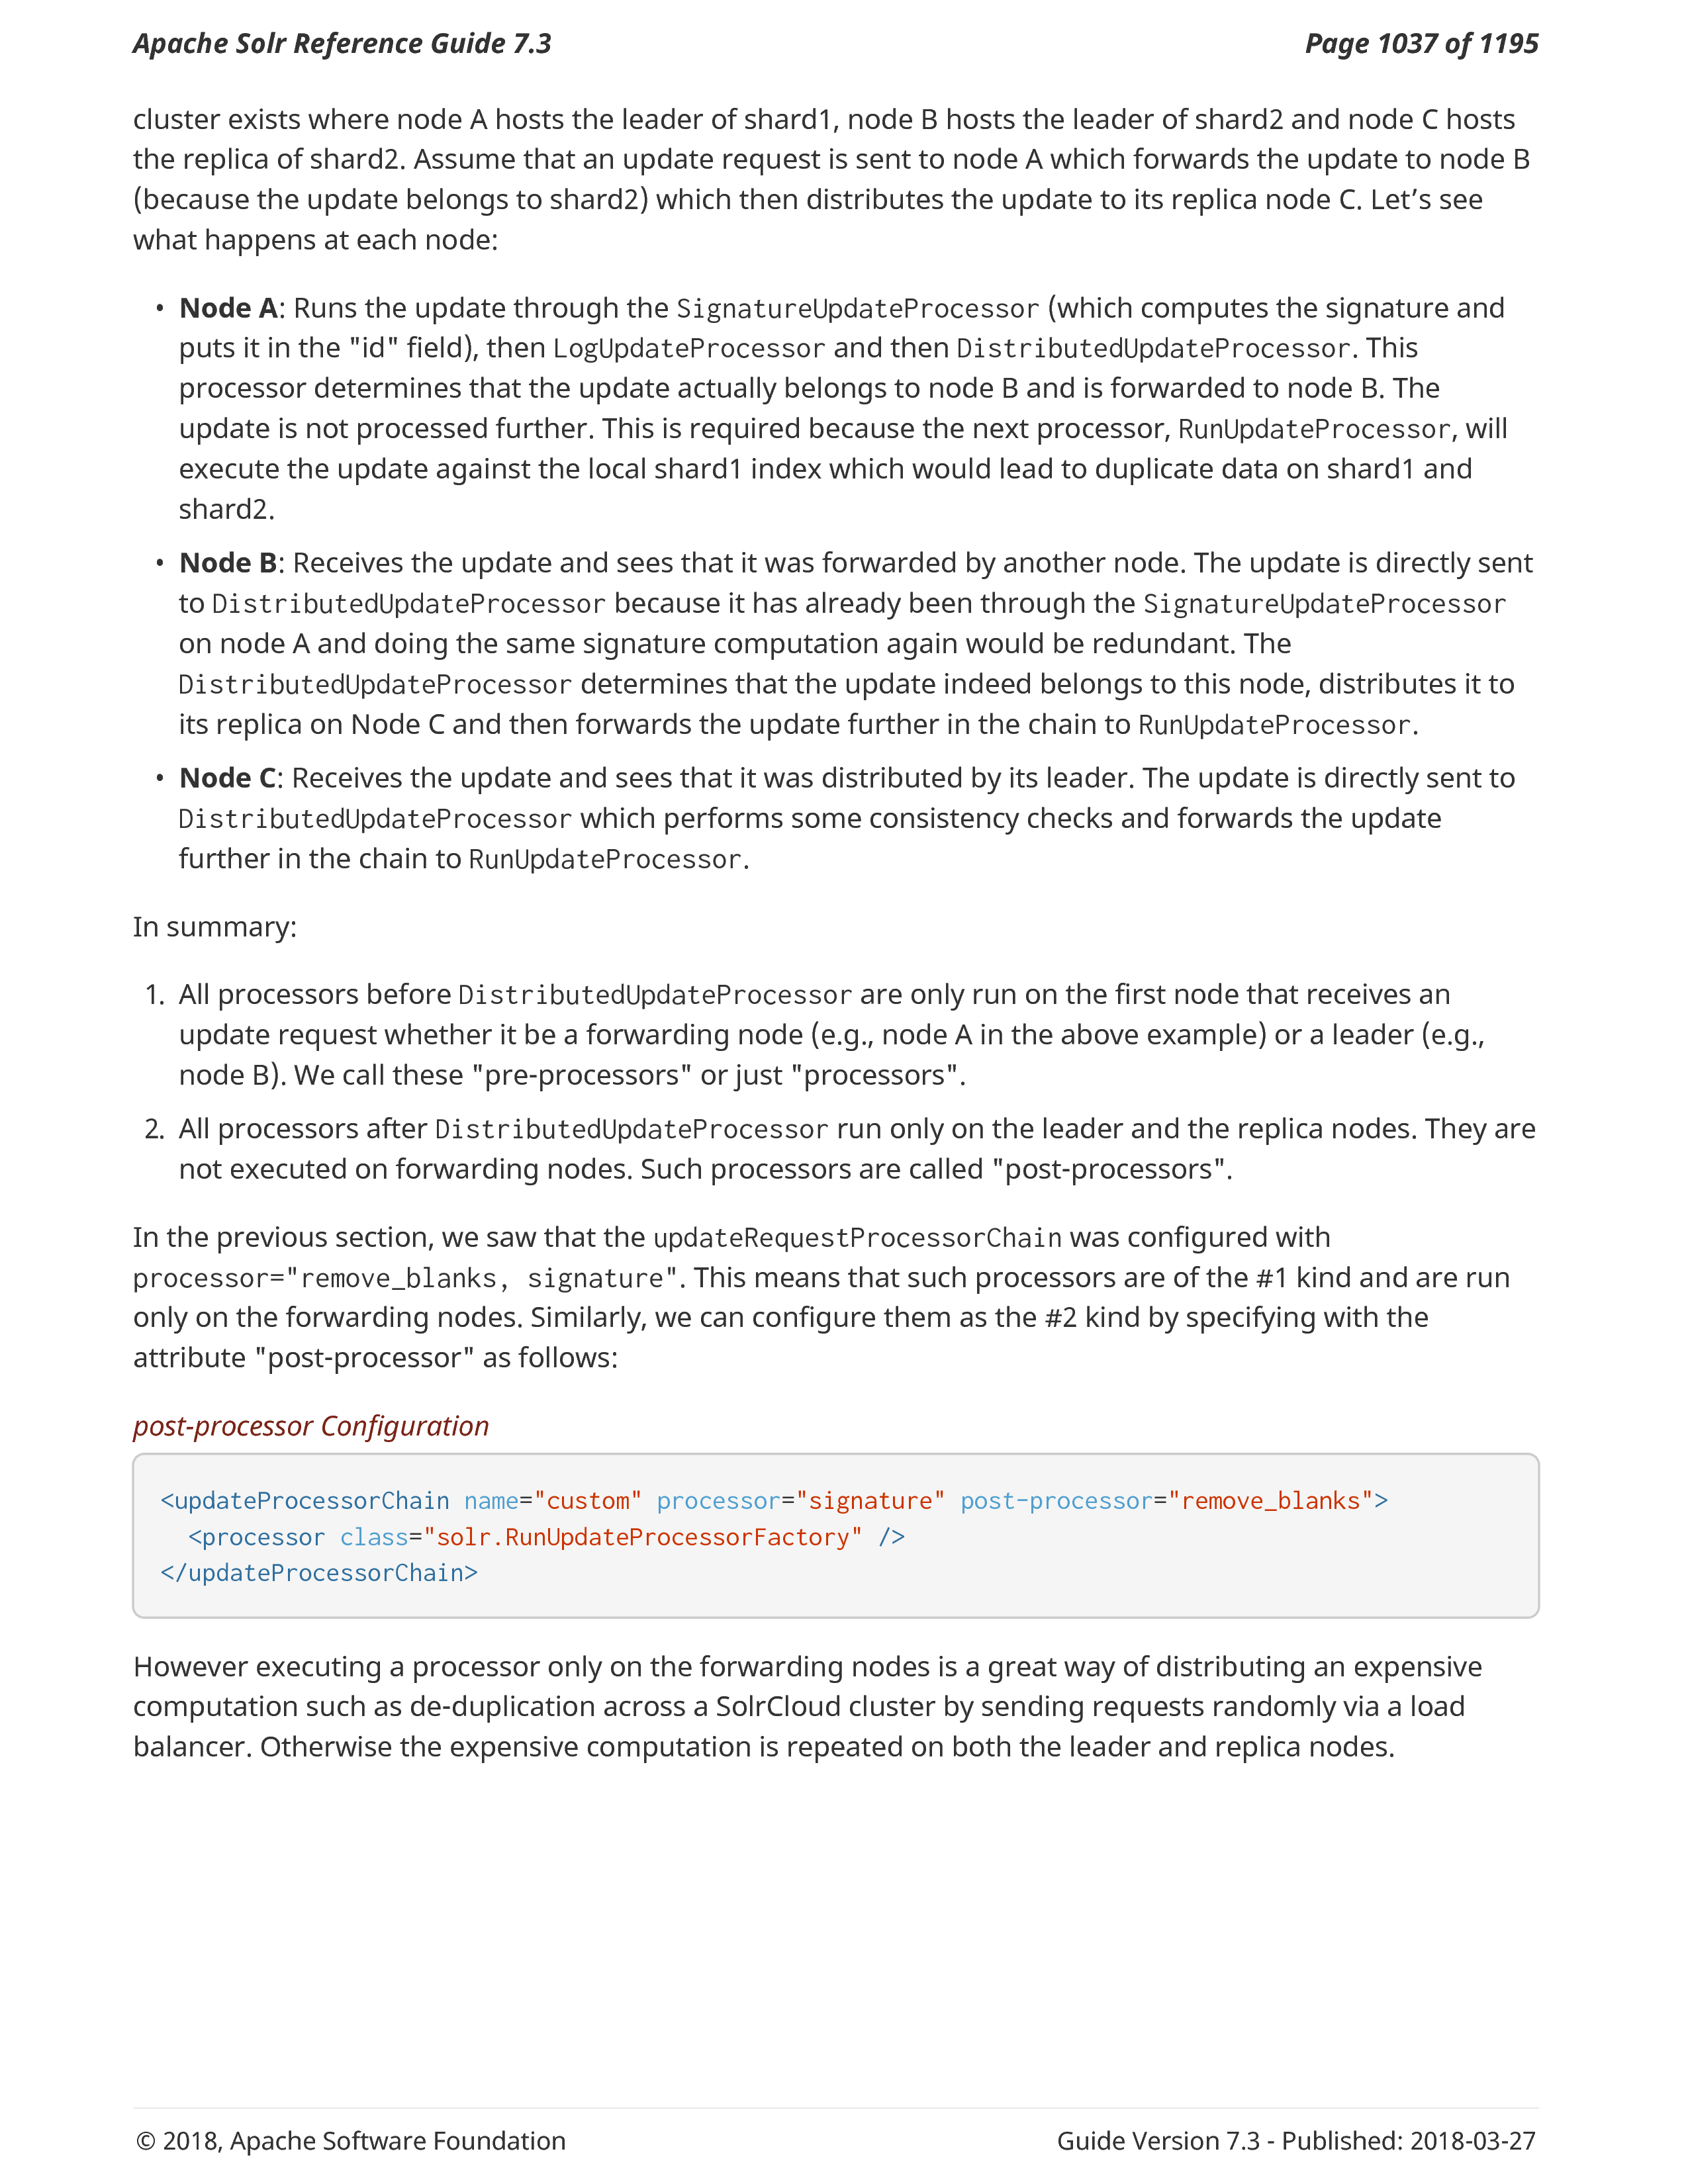 Apache Solr Reference Guide 7.3
Page 1037 of 1195
cluster exists where node A hosts the leader of shard1, node B hosts the leader of shard2 and node C hosts
the replica of shard2. Assume that an update request is sent to node A which forwards the update to node B
(because the update belongs to shard2) which then distributes the update to its replica node C. Let’s see
what happens at each node:
• Node A: Runs the update through the SignatureUpdateProcessor (which computes the signature and
puts it in the "id" field), then LogUpdateProcessor and then DistributedUpdateProcessor. This
processor determines that the update actually belongs to node B and is forwarded to node B. The
update is not processed further. This is required because the next processor, RunUpdateProcessor, will
execute the update against the local shard1 index which would lead to duplicate data on shard1 and
shard2.
• Node B: Receives the update and sees that it was forwarded by another node. The update is directly sent
to DistributedUpdateProcessor because it has already been through the SignatureUpdateProcessor
on node A and doing the same signature computation again would be redundant. The
DistributedUpdateProcessor determines that the update indeed belongs to this node, distributes it to
its replica on Node C and then forwards the update further in the chain to RunUpdateProcessor.
• Node C: Receives the update and sees that it was distributed by its leader. The update is directly sent to
DistributedUpdateProcessor which performs some consistency checks and forwards the update
further in the chain to RunUpdateProcessor.
In summary:
1. All processors before DistributedUpdateProcessor are only run on the first node that receives an
update request whether it be a forwarding node (e.g., node A in the above example) or a leader (e.g.,
node B). We call these "pre-processors" or just "processors".
2. All processors after DistributedUpdateProcessor run only on the leader and the replica nodes. They are
not executed on forwarding nodes. Such processors are called "post-processors".
In the previous section, we saw that the updateRequestProcessorChain was configured with
processor="remove_blanks, signature". This means that such processors are of the #1 kind and are run
only on the forwarding nodes. Similarly, we can configure them as the #2 kind by specifying with the
attribute "post-processor" as follows:
post-processor Configuration
<updateProcessorChain name="custom" processor="signature" post-processor="remove_blanks">
  <processor class="solr.RunUpdateProcessorFactory" />
</updateProcessorChain>
However executing a processor only on the forwarding nodes is a great way of distributing an expensive
computation such as de-duplication across a SolrCloud cluster by sending requests randomly via a load
balancer. Otherwise the expensive computation is repeated on both the leader and replica nodes.
© 2018, Apache Software Foundation
Guide Version 7.3 - Published: 2018-03-27